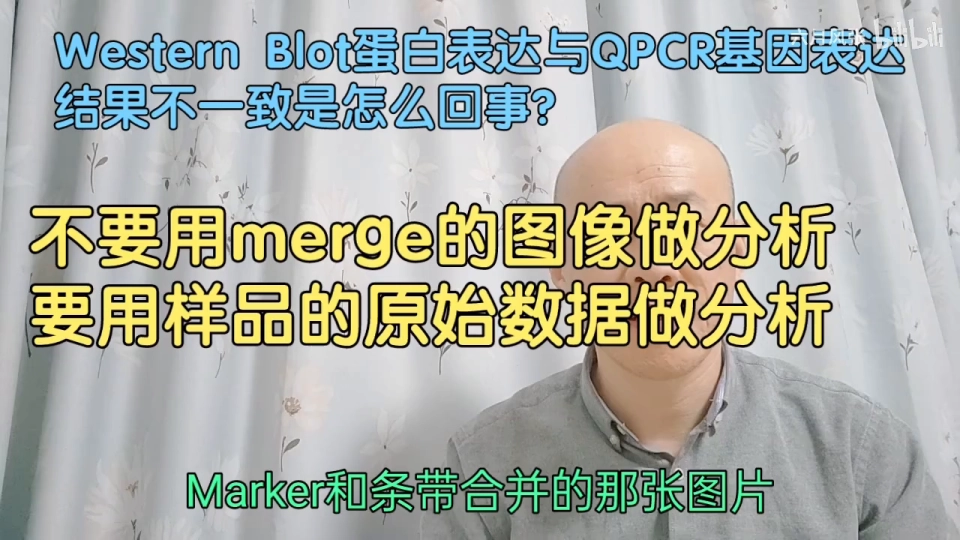 Western Blot蛋白表达与QPCR基因表达
结果不一致是怎么回事?
不要用merge的图像做分析
要用样品的原始数据做分析
Marker和条带合并的那张图片